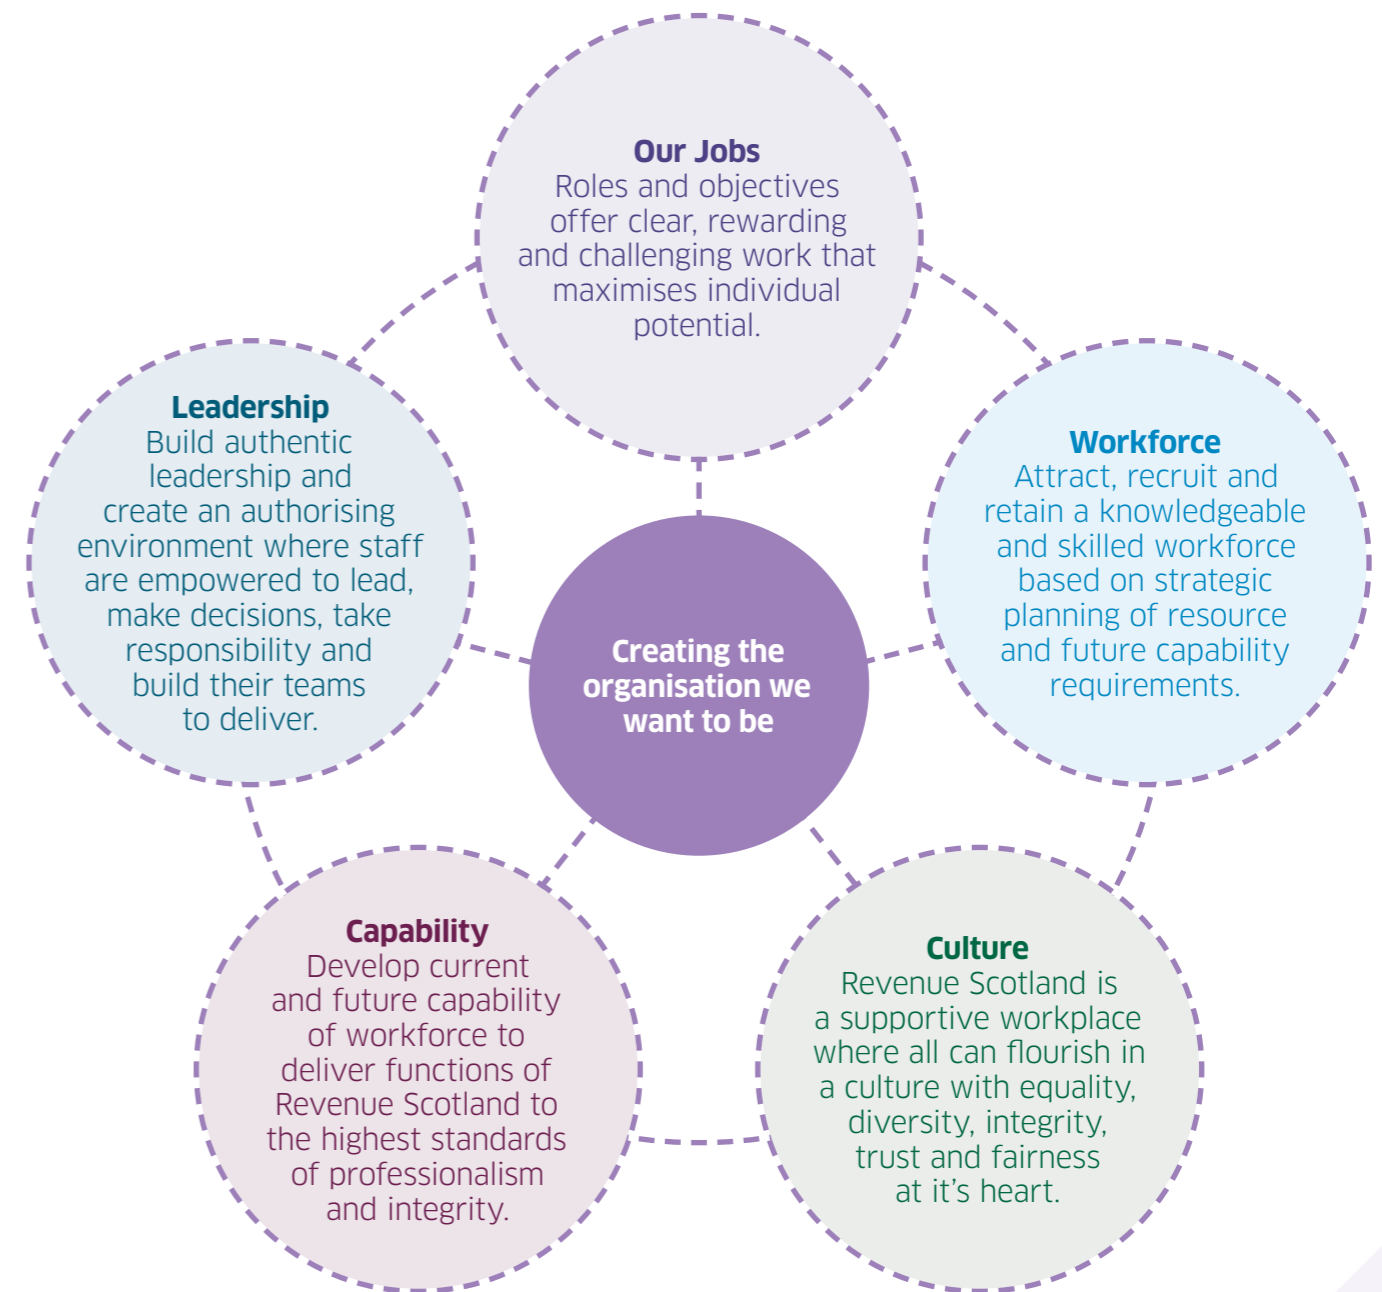 Our Jobs
Roles and objectives
offer clear, rewarding
and challenging work that
maximises individual
potential.
Leadership
Build authentic
leadership and
create an authorising
environment where staff
are empowered to lead,
make decisions, take
responsibility and
build their teams
to deliver.
Workforce
Attract, recruit and
retain a knowledgeable
and skilled workforce
based on strategic
planning of resource
and future capability
requirements.
Creating the
organisation we
want to be
Capability
Develop current
and future capability
of workforce to
deliver functions of
Revenue Scotland to
the highest standards
of professionalism
and integrity.
Culture
Revenue Scotland is
a supportive workplace
where all can flourish in
a culture with equality,
diversity, integrity,
trust and fairness
at it's heart.